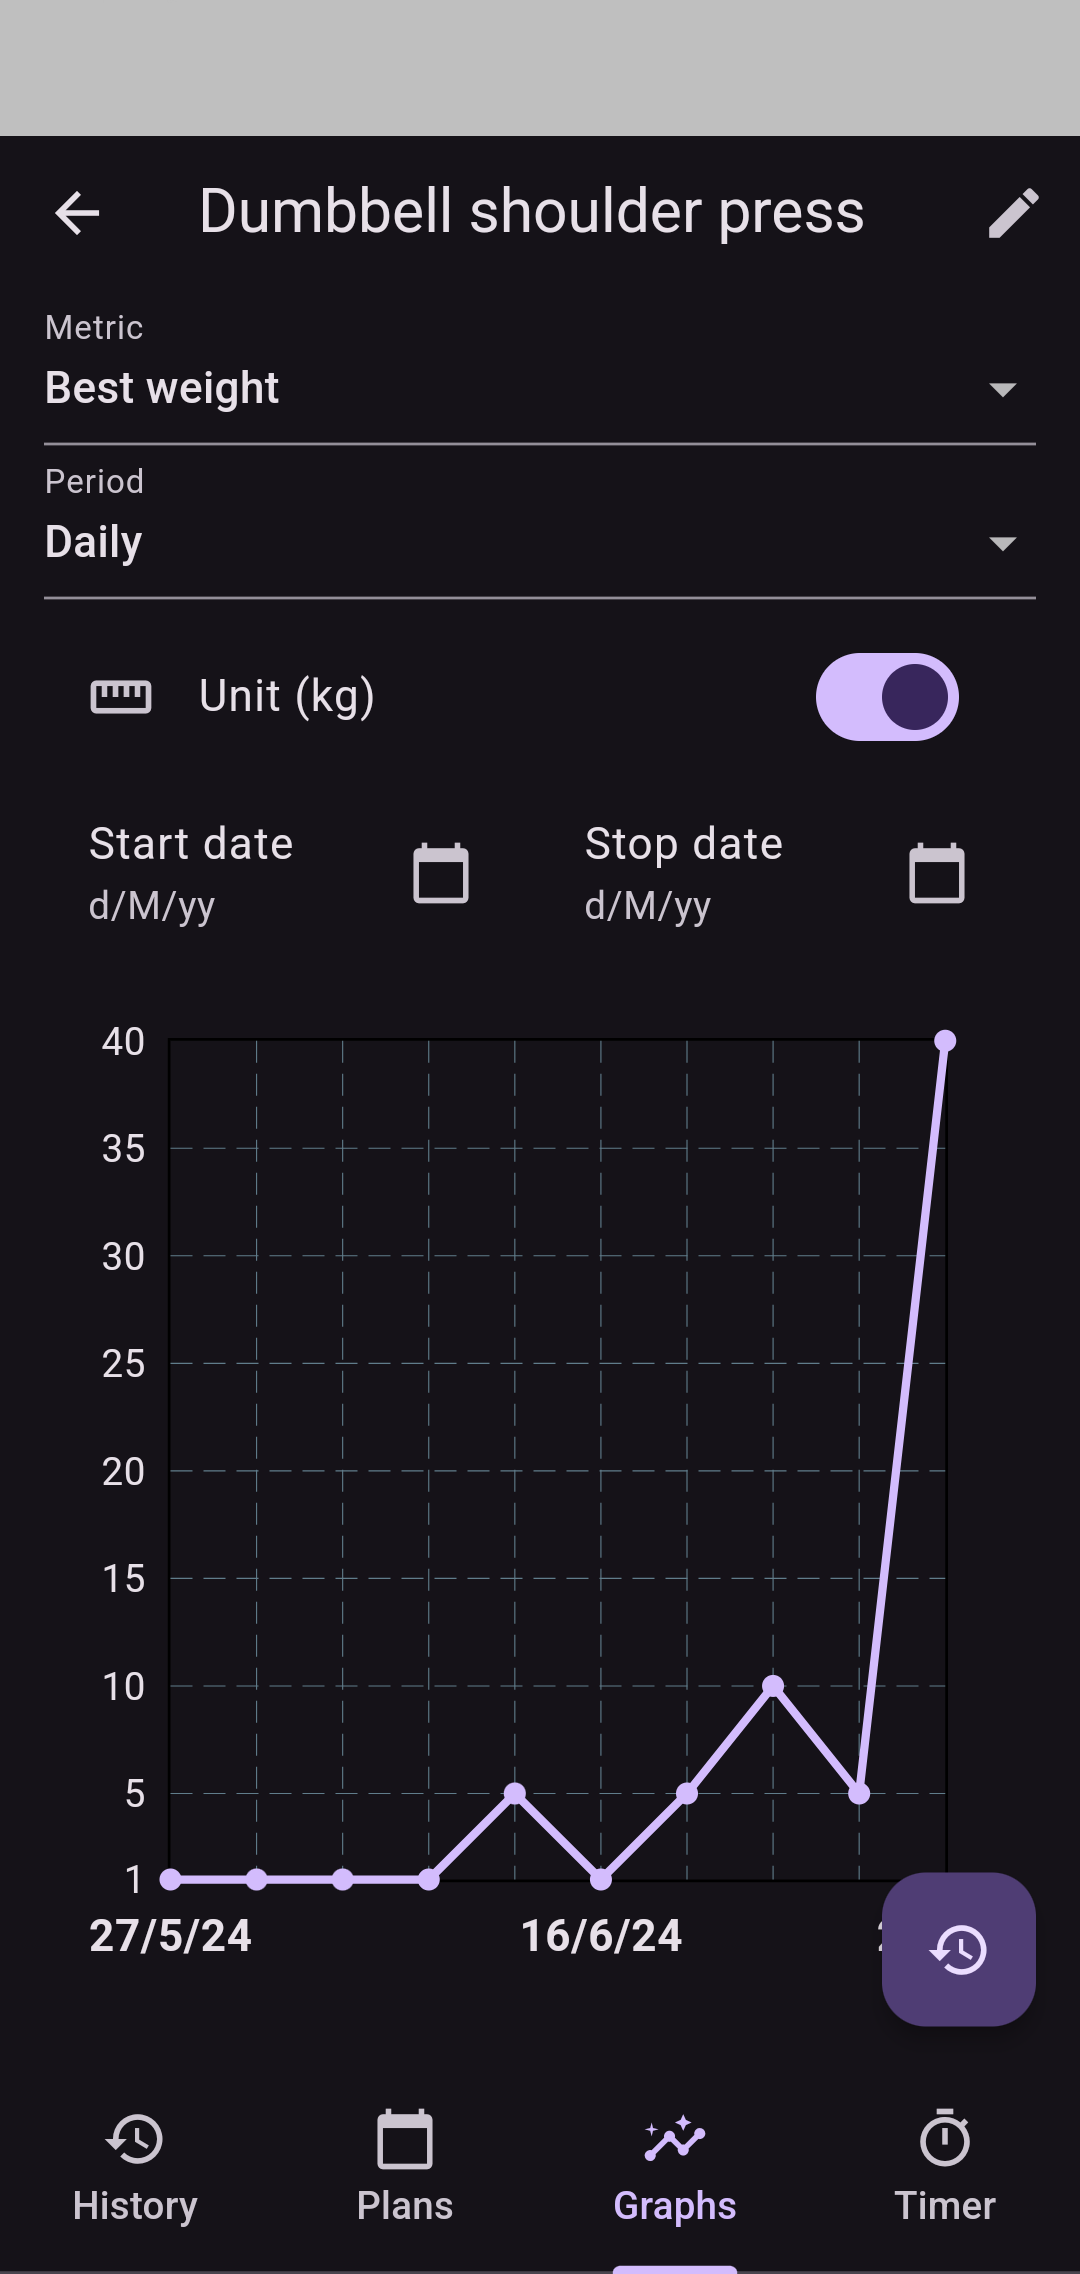 Dumbbell shoulder press
Metric
Best weight
Period
Daily
Unit (kg)
Start date
d/M/yy
Stop date
d/M/yy
40
35
30
25
20
15
10
5
1
27/5/24
16/6/24
History
Plans
Graphs
Timer